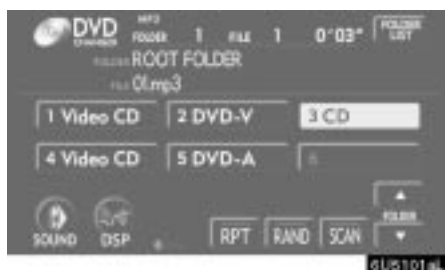 DVD CHANGER MP3 FOLDER 1 FILE 1 0'03" FOLDER LIST
FOLDER ROOT FOLDER
FILE 01.mp3
1 Video CD 2 DVD-V 3 CD
4 Video CD 5 DVD-A 6
SOUND DSP RPT RAND SCAN FOLDER